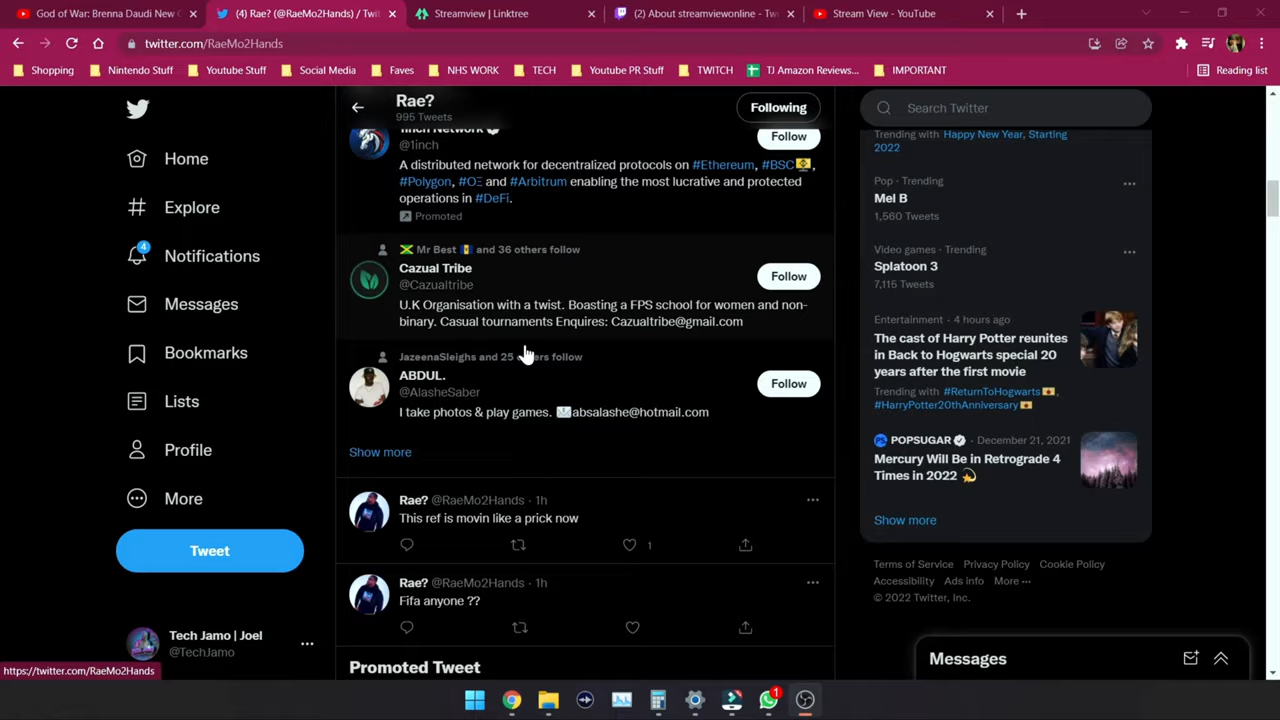 God of War: Brenna Daudi New G
(4) Rae? (@RaeMo2Hands) / Twit
Streamview | Linktree
(2) About streamviewonline - Twi
Stream View - YouTube
twitter.com/RaeMo2Hands
Shopping
Nintendo Stuff
Youtube Stuff
Social Media
Faves
NHS WORK
TECH
Youtube PR Stuff
TWITCH
TJ Amazon Reviews...
IMPORTANT
Reading list
Home
Explore
4
Notifications
Messages
Bookmarks
Lists
Profile
More
Tweet
Tech Jamo | Joel
@TechJamo
https://twitter.com/RaeMo2Hands
Rae?
995 Tweets
Following
1inch Network
@1inch
Follow
A distributed network for decentralized protocols on #Ethereum, #BSC,
#Polygon, #OΞ and #Arbitrum enabling the most lucrative and protected
operations in #DeFi.
Promoted
🇯🇲 Mr Best 🇧🇧 and 36 others follow
Cazual Tribe
@Cazualtribe
Follow
U.K Organisation with a twist. Boasting a FPS school for women and non-
binary. Casual tournaments Enquires: Cazualtribe@gmail.com
JazeenaSleighs and 25 others follow
ABDUL.
@AlasheSaber
Follow
I take photos & play games. 📨absalashe@hotmail.com
Show more
Rae? @RaeMo2Hands · 1h
This ref is movin like a prick now
1
Rae? @RaeMo2Hands · 1h
Fifa anyone ??
Promoted Tweet
Search Twitter
Trending with Happy New Year, Starting
2022
Pop · Trending
Mel B
1,560 Tweets
Video games · Trending
Splatoon 3
7,115 Tweets
Entertainment · 4 hours ago
The cast of Harry Potter reunites
in Back to Hogwarts special 20
years after the first movie
Trending with #ReturnToHogwarts,
#HarryPotter20thAnniversary
POPSUGAR · December 21, 2021
Mercury Will Be in Retrograde 4
Times in 2022 💫
Show more
Terms of Service Privacy Policy Cookie Policy
Accessibility Ads info More ···
© 2022 Twitter, Inc.
Messages
1